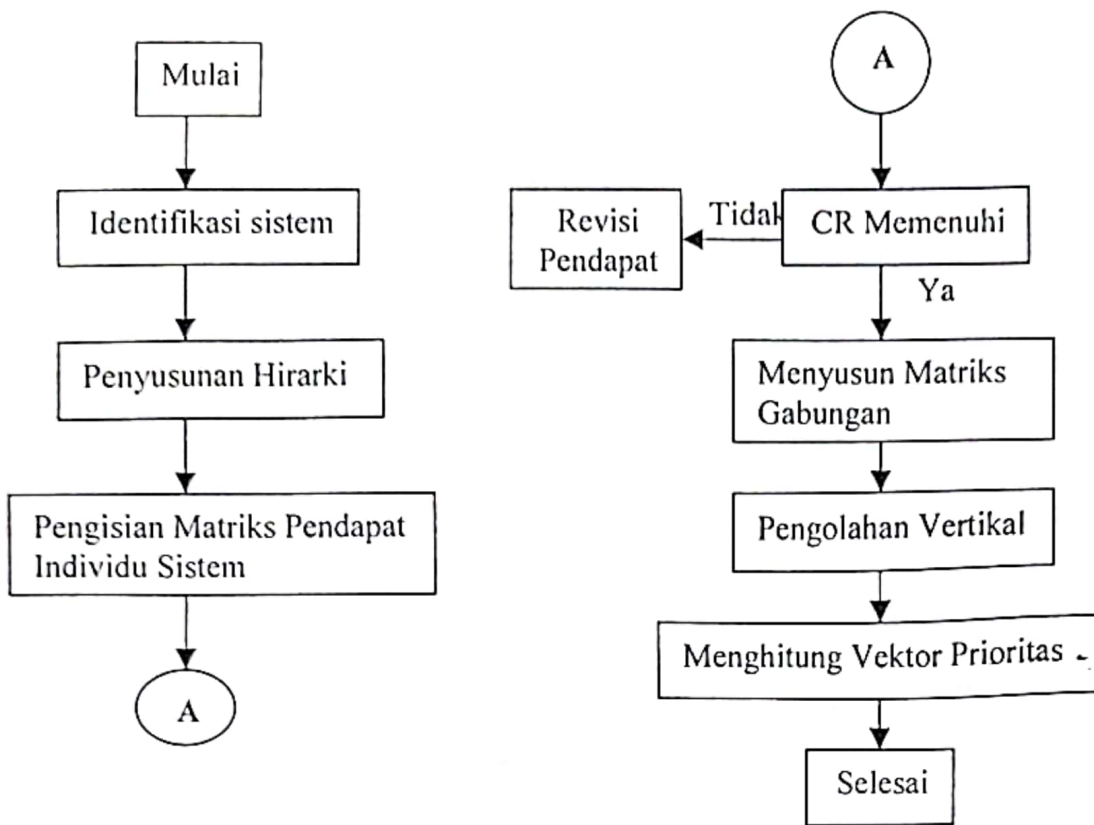 Mulai
Identifikasi sistem
Penyusunan Hirarki
Pengisian Matriks Pendapat
Individu Sistem
A
A
CR Memenuhi
Tidak
Revisi
Pendapat
Ya
Menyusun Matriks
Gabungan
Pengolahan Vertikal
Menghitung Vektor Prioritas
Selesai